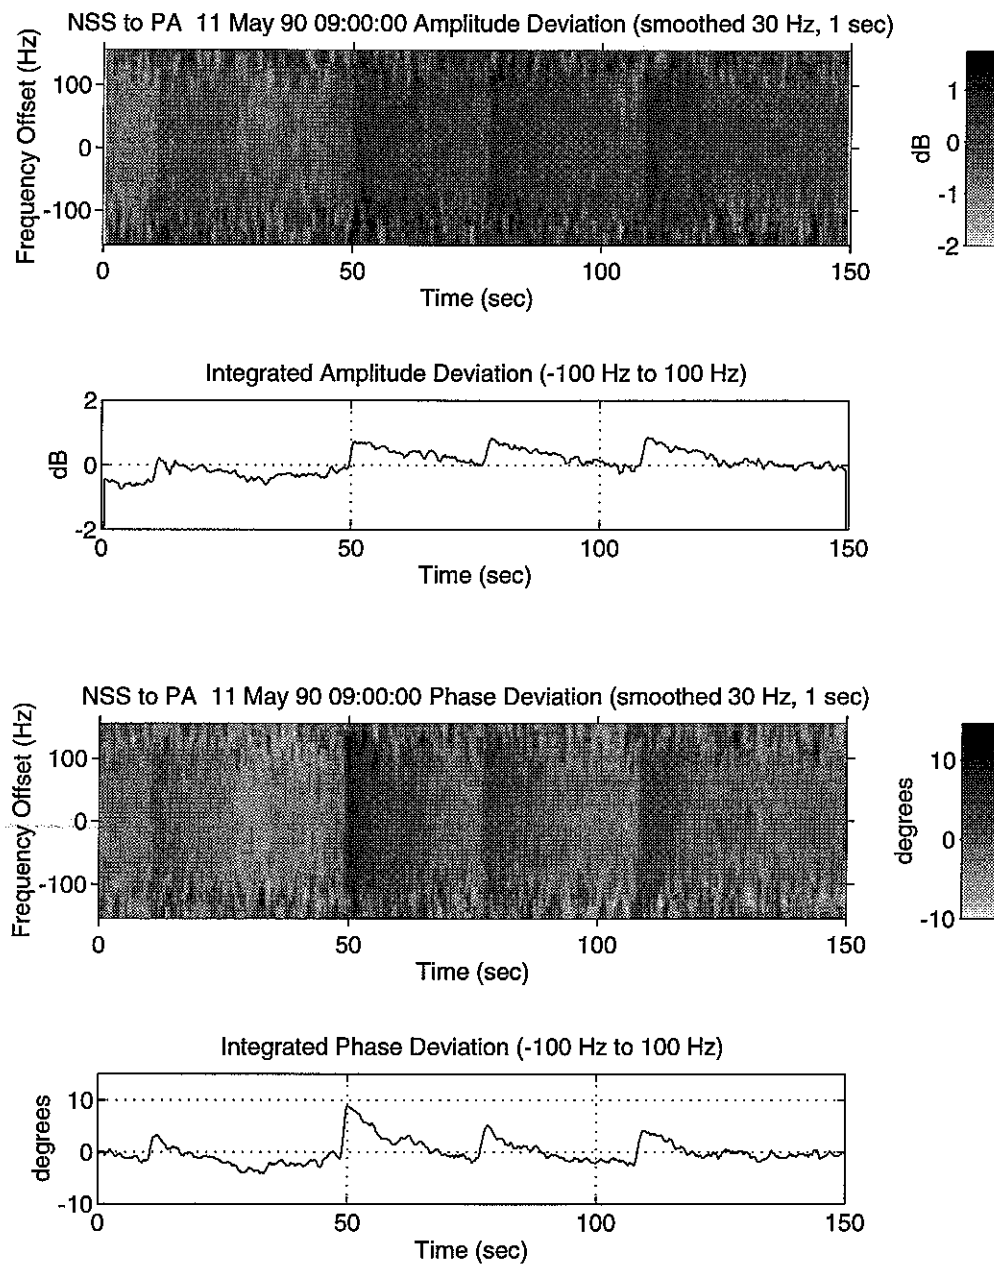 NSS to PA 11 May 90 09:00:00 Amplitude Deviation (smoothed 30 Hz, 1 sec)
Frequency Offset (Hz)
100
0
-100
0 50 100 150
Time (sec)
dB
1
0
-1
-2
Integrated Amplitude Deviation (-100 Hz to 100 Hz)
dB
2
0
-2
0 50 100 150
Time (sec)
NSS to PA 11 May 90 09:00:00 Phase Deviation (smoothed 30 Hz, 1 sec)
Frequency Offset (Hz)
100
0
-100
0 50 100 150
Time (sec)
degrees
10
0
-10
Integrated Phase Deviation (-100 Hz to 100 Hz)
degrees
10
0
-10
0 50 100 150
Time (sec)